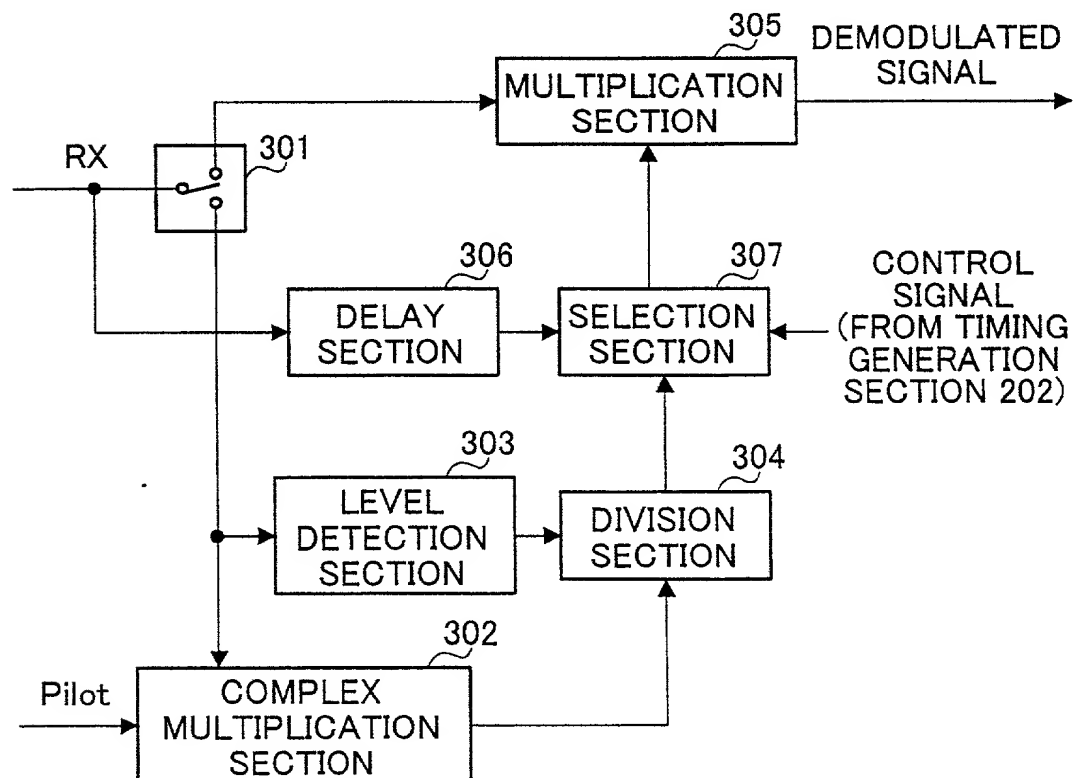 305
DEMODULATED
SIGNAL
MULTIPLICATION
SECTION
RX
301
306
DELAY
SECTION
307
SELECTION
SECTION
CONTROL
SIGNAL
(FROM TIMING
GENERATION
SECTION 202)
303
LEVEL
DETECTION
SECTION
304
DIVISION
SECTION
302
Pilot
COMPLEX
MULTIPLICATION
SECTION